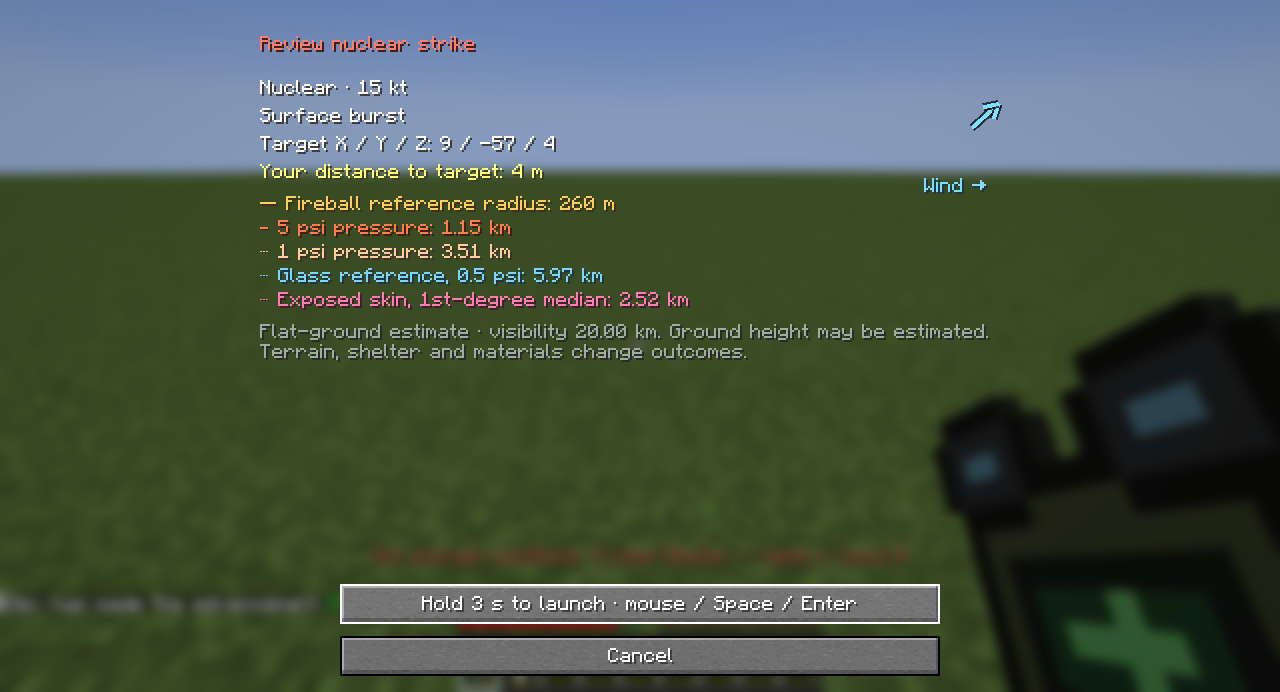 Review nuclear strike
Nuclear · 15 kt
Surface burst
Target X / Y / Z: 9 / -57 / 4
Your distance to target: 4 m
Wind →
— Fireball reference radius: 260 m
- 5 psi pressure: 1.15 km
┈ 1 psi pressure: 3.51 km
┈ Glass reference, 0.5 psi: 5.97 km
┈ Exposed skin, 1st-degree median: 2.52 km
Flat-ground estimate · visibility 20.00 km. Ground height may be estimated.
Terrain, shelter and materials change outcomes.
Hold 3 s to launch · mouse / Space / Enter
Cancel